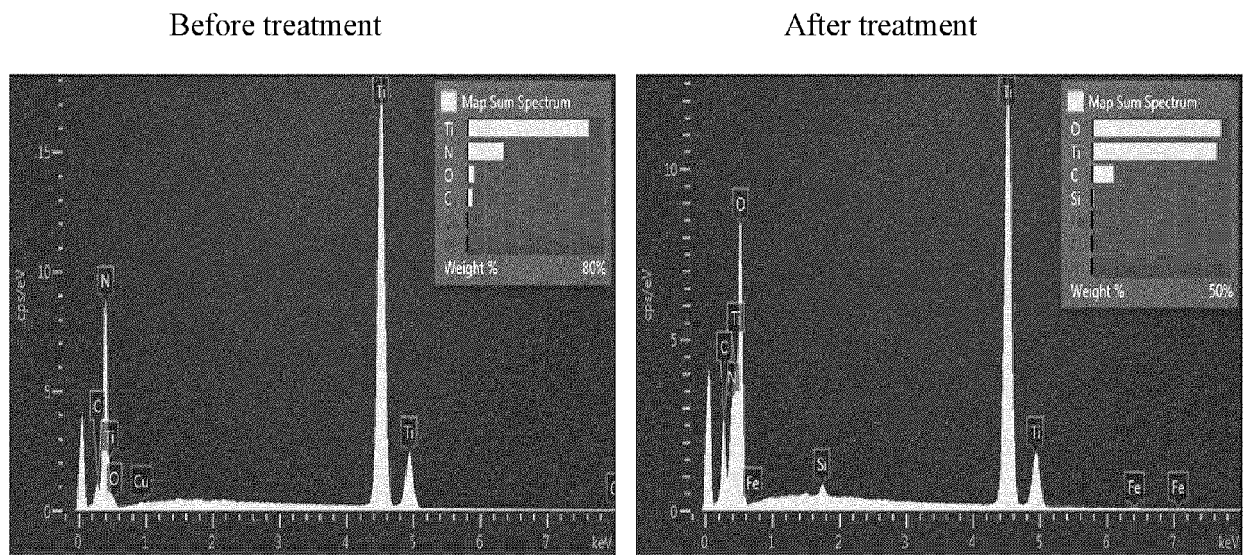 Before treatment
After treatment
Ti
Map Sum Spectrum
Ti
N
O
C
Weight % 80%
15
10
5
0
cps/eV
N
C
Ti
O
Cu
Ti
0 1 2 3 4 5 6 7 keV
Ti
Map Sum Spectrum
O
Ti
C
Si
Weight % 50%
10
5
0
cps/eV
O
Ti
C
N
Fe
Si
Ti
Fe
Fe
0 1 2 3 4 5 6 7 keV